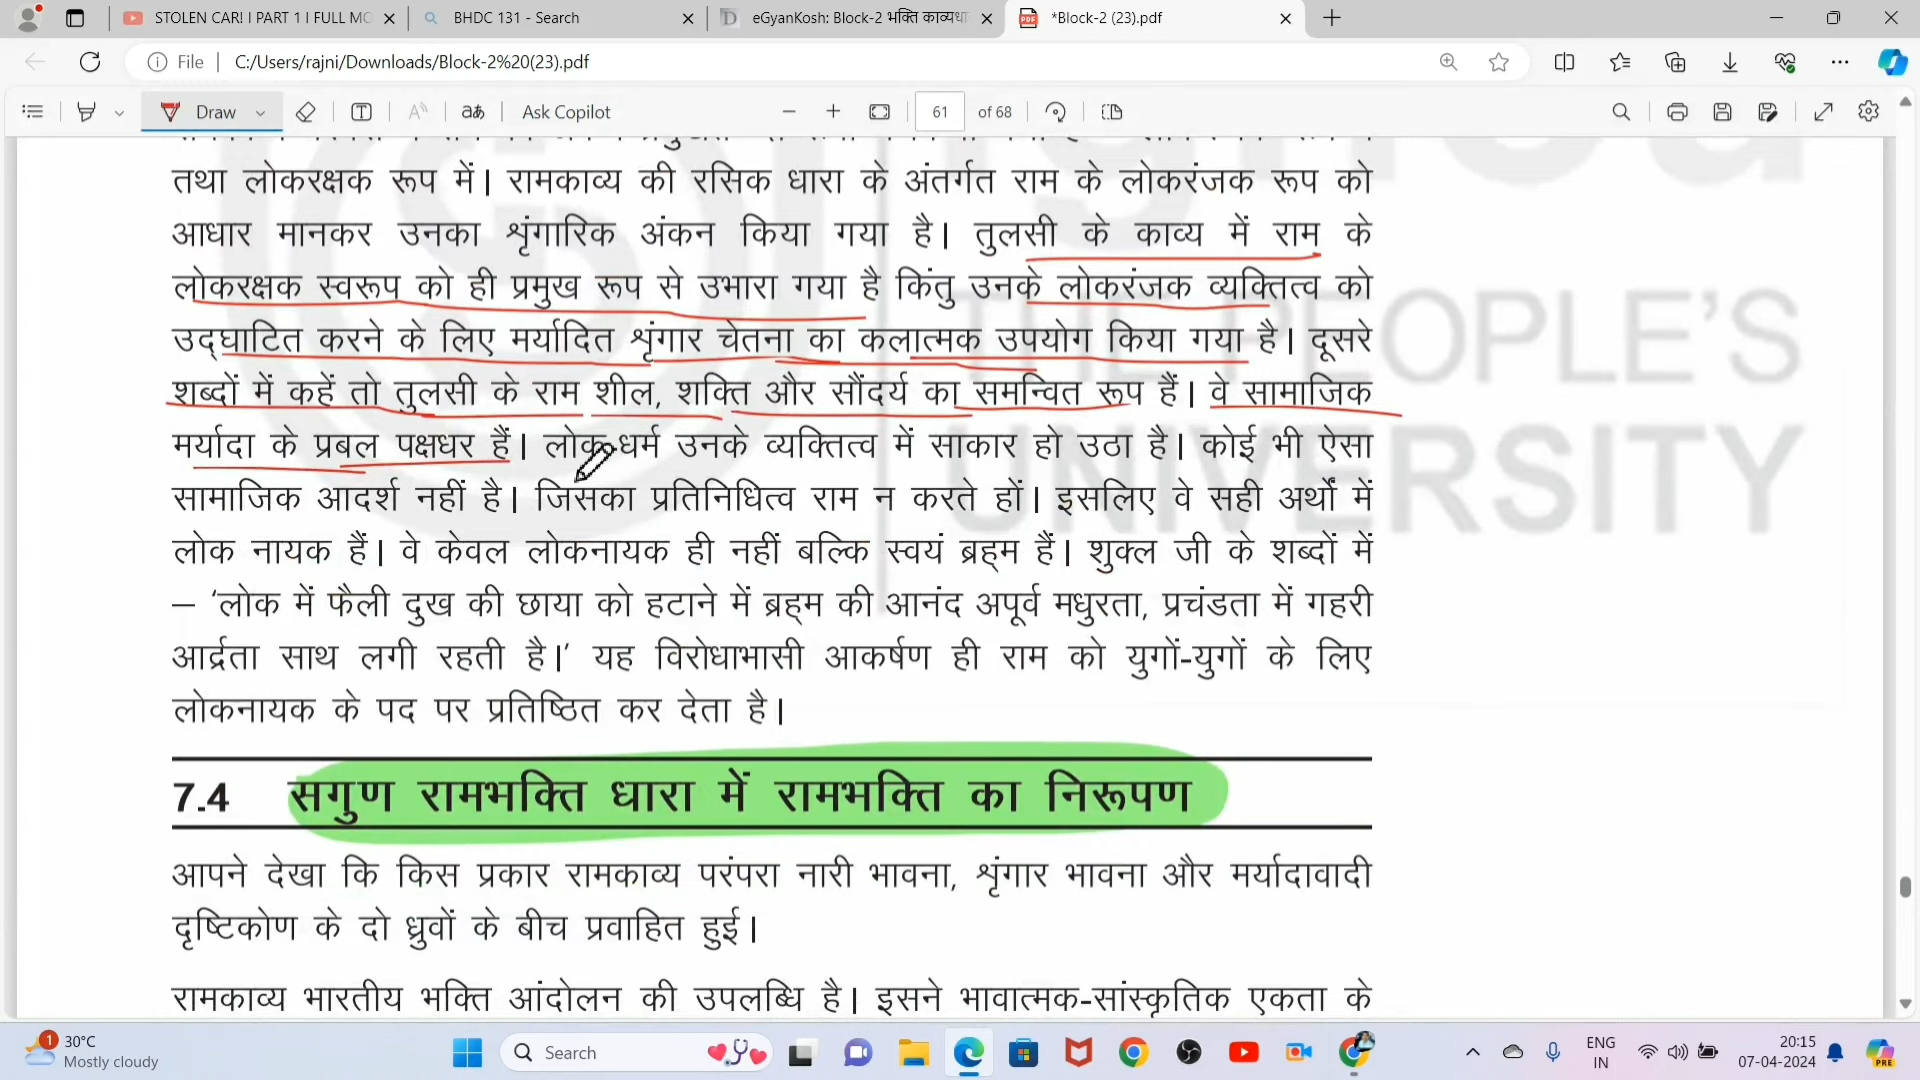 STOLEN CAR! I PART 1 I FULL MO
BHDC 131 - Search
eGyanKosh: Block-2 भक्ति काव्यधा
*Block-2 (23).pdf
File
C:/Users/rajni/Downloads/Block-2%20(23).pdf
Draw
Ask Copilot
61 of 68
तथा लोकरक्षक रूप में। रामकाव्य की रसिक धारा के अंतर्गत राम के लोकरंजक रूप को
आधार मानकर उनका शृंगारिक अंकन किया गया है। तुलसी के काव्य में राम के
लोकरक्षक स्वरूप को ही प्रमुख रूप से उभारा गया है किंतु उनके लोकरंजक व्यक्तित्व को
उद्घाटित करने के लिए मर्यादित शृंगार चेतना का कलात्मक उपयोग किया गया है। दूसरे
शब्दों में कहें तो तुलसी के राम शील, शक्ति और सौंदर्य का समन्वित रूप हैं। वे सामाजिक
मर्यादा के प्रबल पक्षधर हैं। लोक-धर्म उनके व्यक्तित्व में साकार हो उठा है। कोई भी ऐसा
सामाजिक आदर्श नहीं है। जिसका प्रतिनिधित्व राम न करते हों। इसलिए वे सही अर्थों में
लोक नायक हैं। वे केवल लोकनायक ही नहीं बल्कि स्वयं ब्रह्म हैं। शुक्ल जी के शब्दों में
– ‘लोक में फैली दुख की छाया को हटाने में ब्रह्म की आनंद अपूर्व मधुरता, प्रचंडता में गहरी
आर्द्रता साथ लगी रहती है।’ यह विरोधाभासी आकर्षण ही राम को युगों-युगों के लिए
लोकनायक के पद पर प्रतिष्ठित कर देता है।
THE PEOPLE'S
UNIVERSITY
7.4 सगुण रामभक्ति धारा में रामभक्ति का निरूपण
आपने देखा कि किस प्रकार रामकाव्य परंपरा नारी भावना, शृंगार भावना और मर्यादावादी
दृष्टिकोण के दो ध्रुवों के बीच प्रवाहित हुई।
रामकाव्य भारतीय भक्ति आंदोलन की उपलब्धि है। इसने भावात्मक-सांस्कृतिक एकता के
1
30°C
Mostly cloudy
Search
ENG
IN
20:15
07-04-2024
PRE